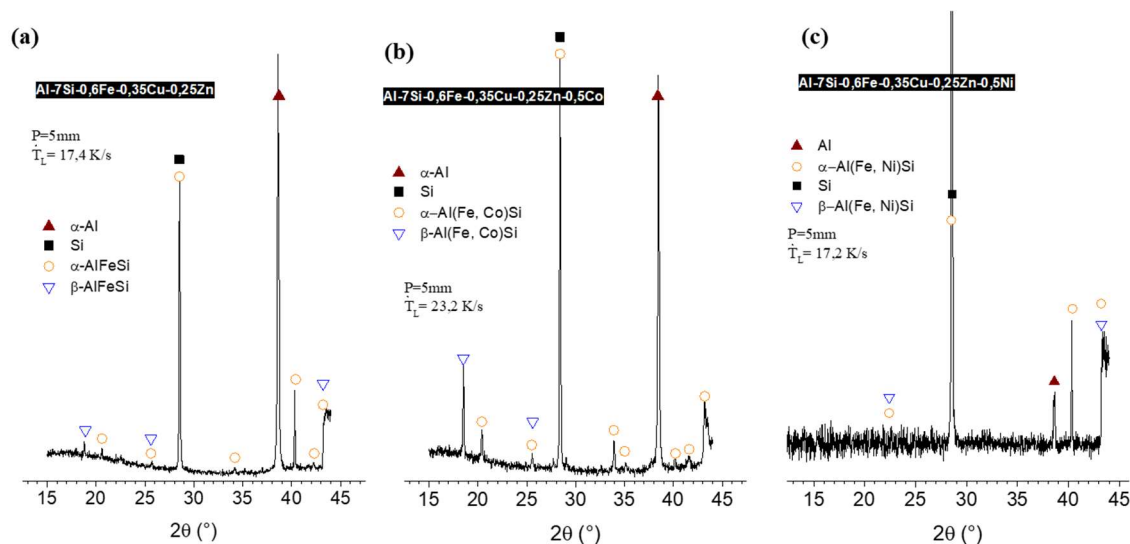 (a)
Al-7Si-0,6Fe-0,35Cu-0,25Zn
P=5mm
ṪL= 17,4 K/s
α-Al
Si
α-AlFeSi
β-AlFeSi
15 20 25 30 35 40 45
2θ (°)
(b)
Al-7Si-0,6Fe-0,35Cu-0,25Zn-0,5Co
α-Al
Si
α-Al(Fe, Co)Si
β-Al(Fe, Co)Si
P=5mm
ṪL= 23,2 K/s
15 20 25 30 35 40 45
2θ (°)
(c)
Al-7Si-0,6Fe-0,35Cu-0,25Zn-0,5Ni
Al
α-Al(Fe, Ni)Si
Si
β-Al(Fe, Ni)Si
P=5mm
ṪL= 17,2 K/s
15 20 25 30 35 40 45
2θ (°)